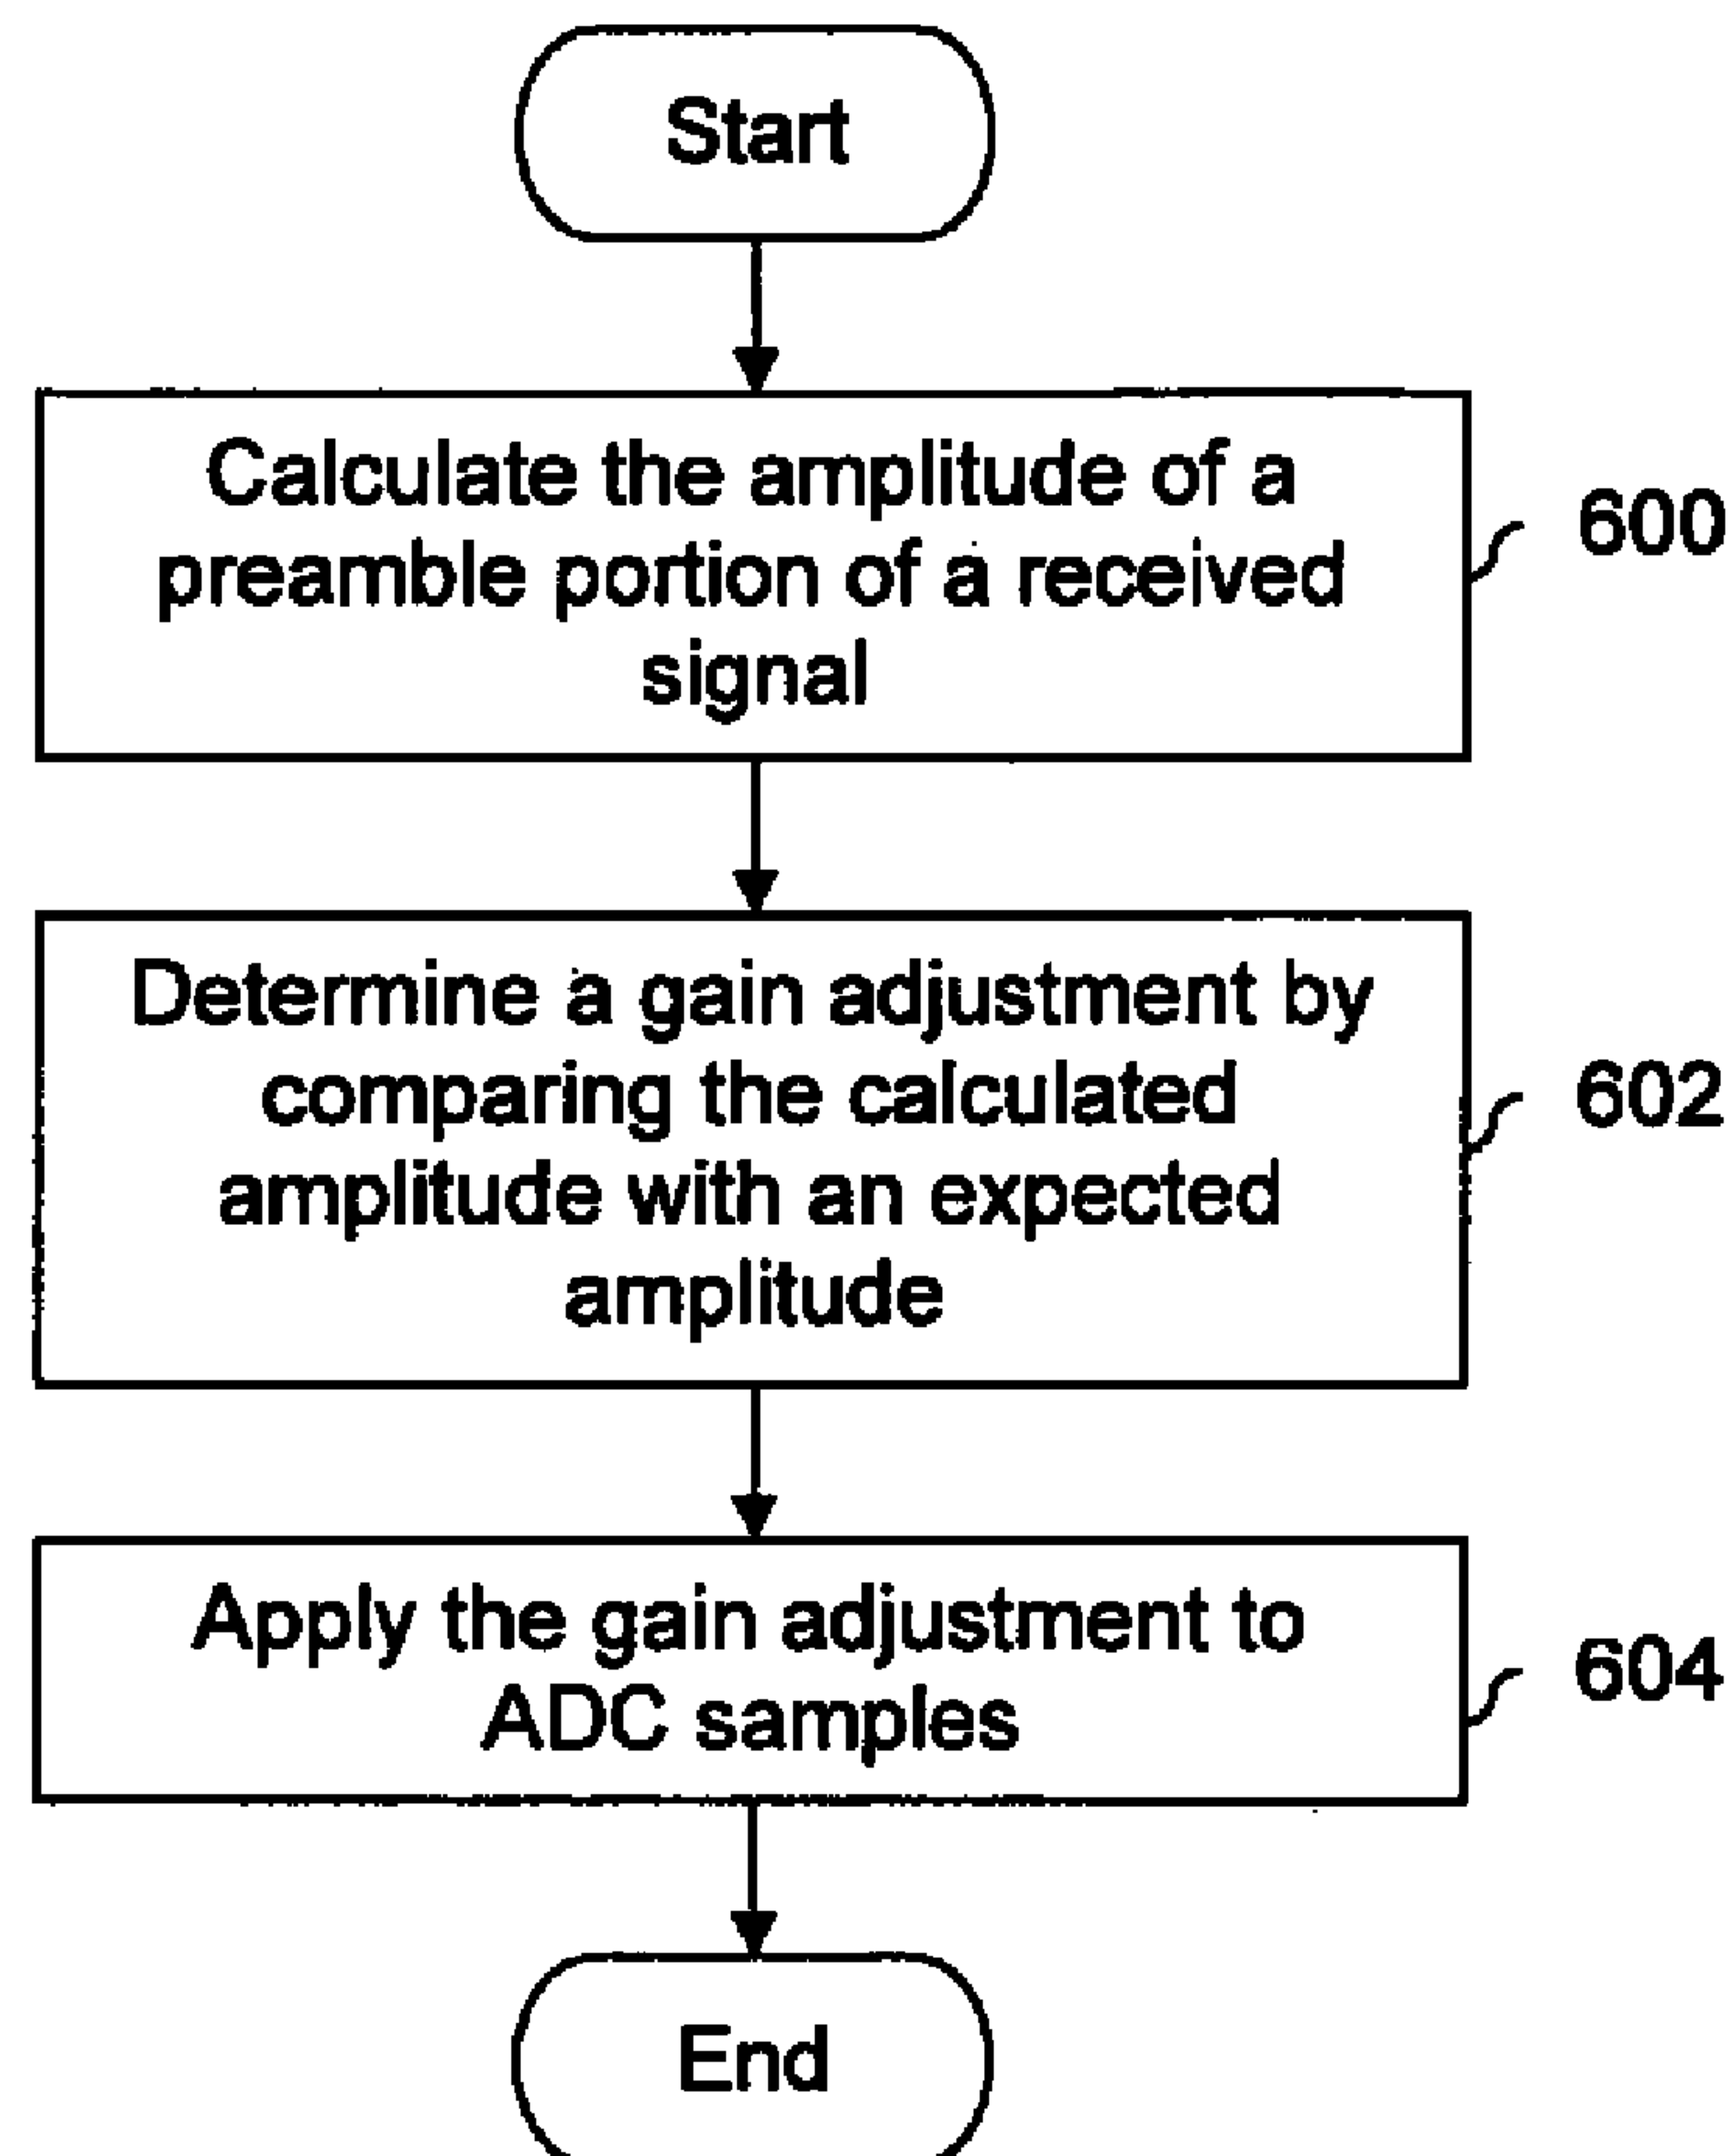 Start
Calculate the amplitude of a
preamble portion of a received
signal
600
Determine a gain adjustment by
comparing the calculated
amplitude with an expected
amplitude
602
Apply the gain adjustment to
ADC samples
604
End